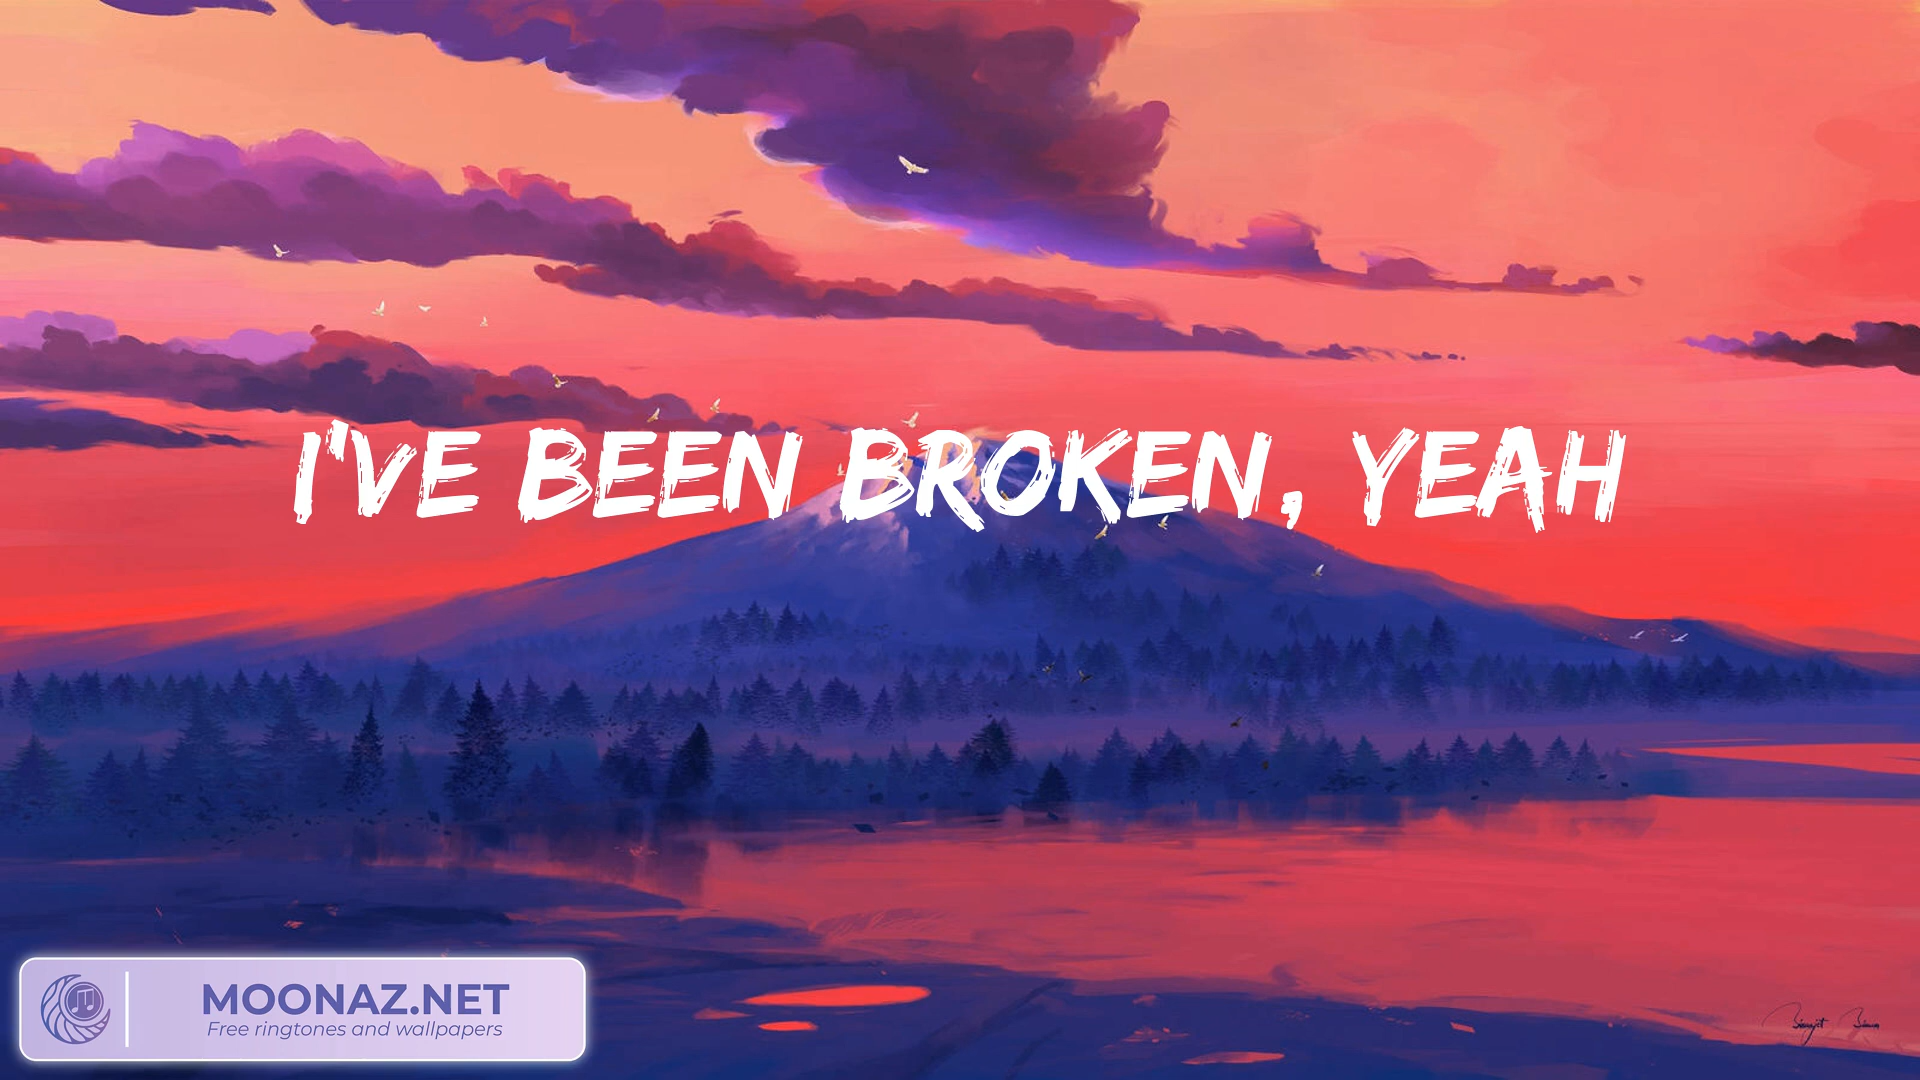 I'VE BEEN BROKEN, YEAH
MOONAZ.NET
Free ringtones and wallpapers